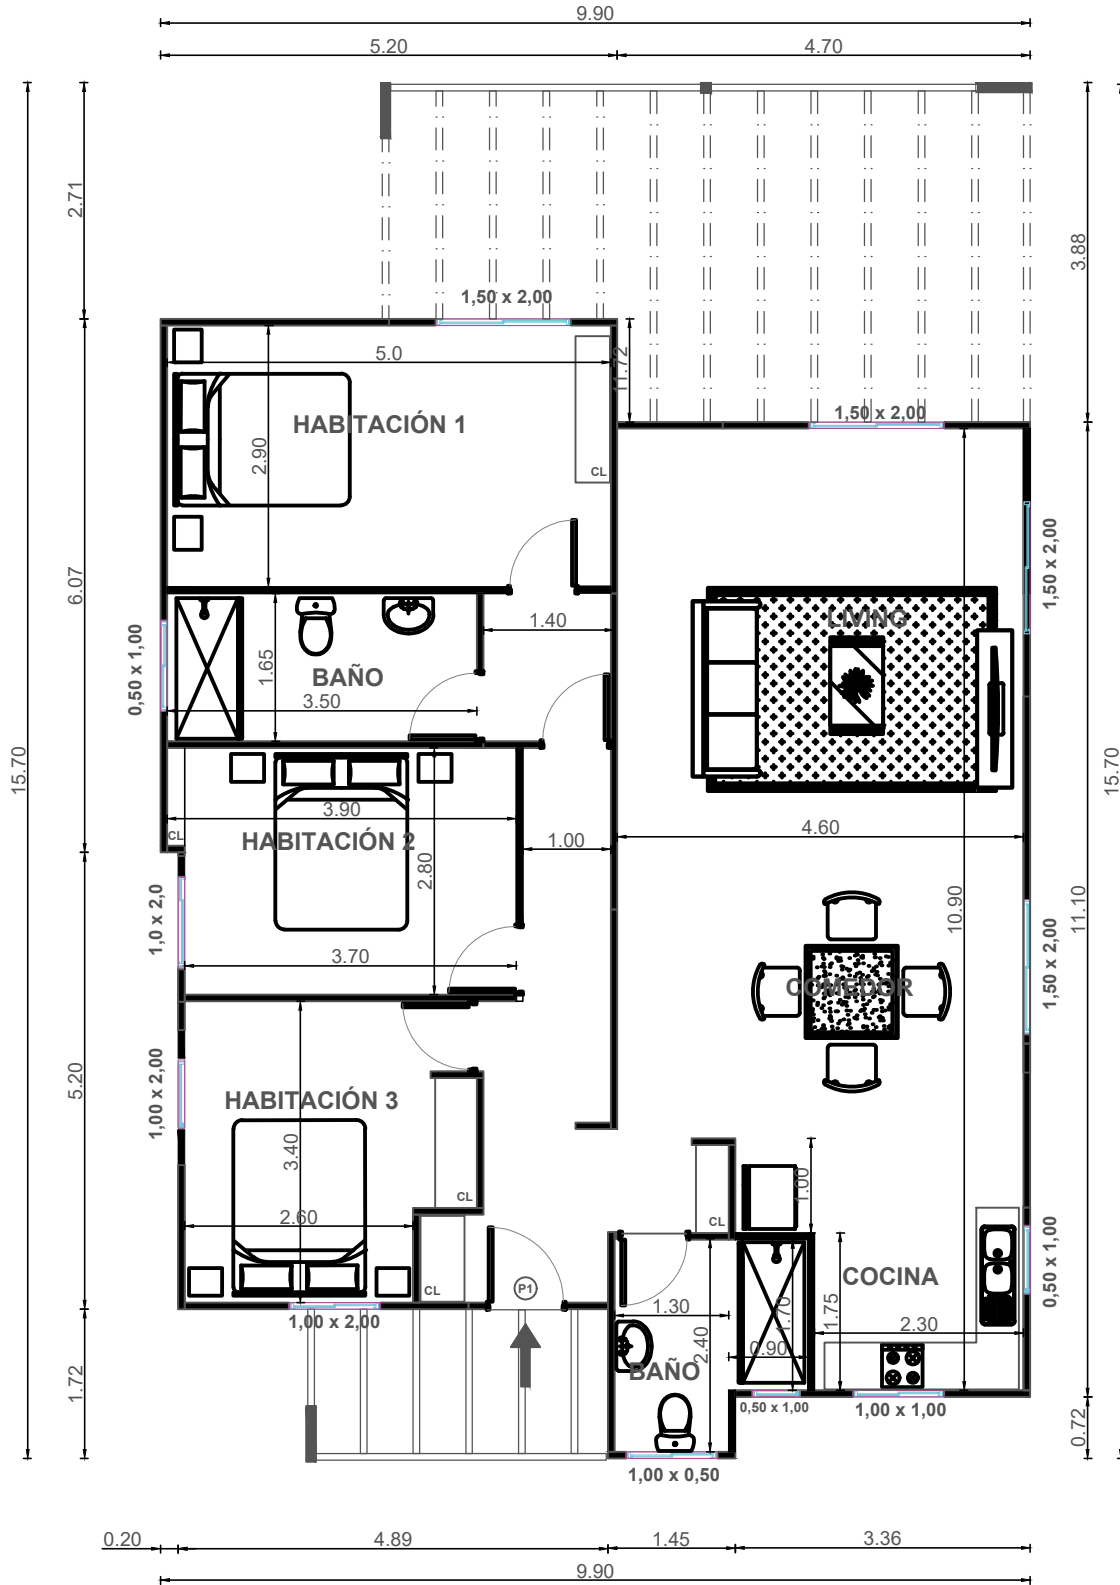 9.90
5.20
4.70
2.71
3.88
1,50 x 2,00
5.0
11.72
1,50 x 2,00
HABITACIÓN 1
2.90
CL
1,50 x 2,00
6.07
1.40
LIVING
0,50 x 1,00
1.65
BAÑO
3.50
15.70
15.70
3.90
4.60
HABITACIÓN 2
CL
1.00
2.80
10.90
11.10
1,0 x 2,0
3.70
COMEDOR
1,50 x 2,00
5.20
1,00 x 2,00
HABITACIÓN 3
3.40
CL
1.00
2.60
CL
0,50 x 1,00
CL
P1
COCINA
1.30
1.70
1.75
1,00 x 2,00
2.30
2.40
0.90
BAÑO
1.72
0,50 x 1,00
1,00 x 1,00
0.72
1,00 x 0,50
0.20
4.89
1.45
3.36
9.90